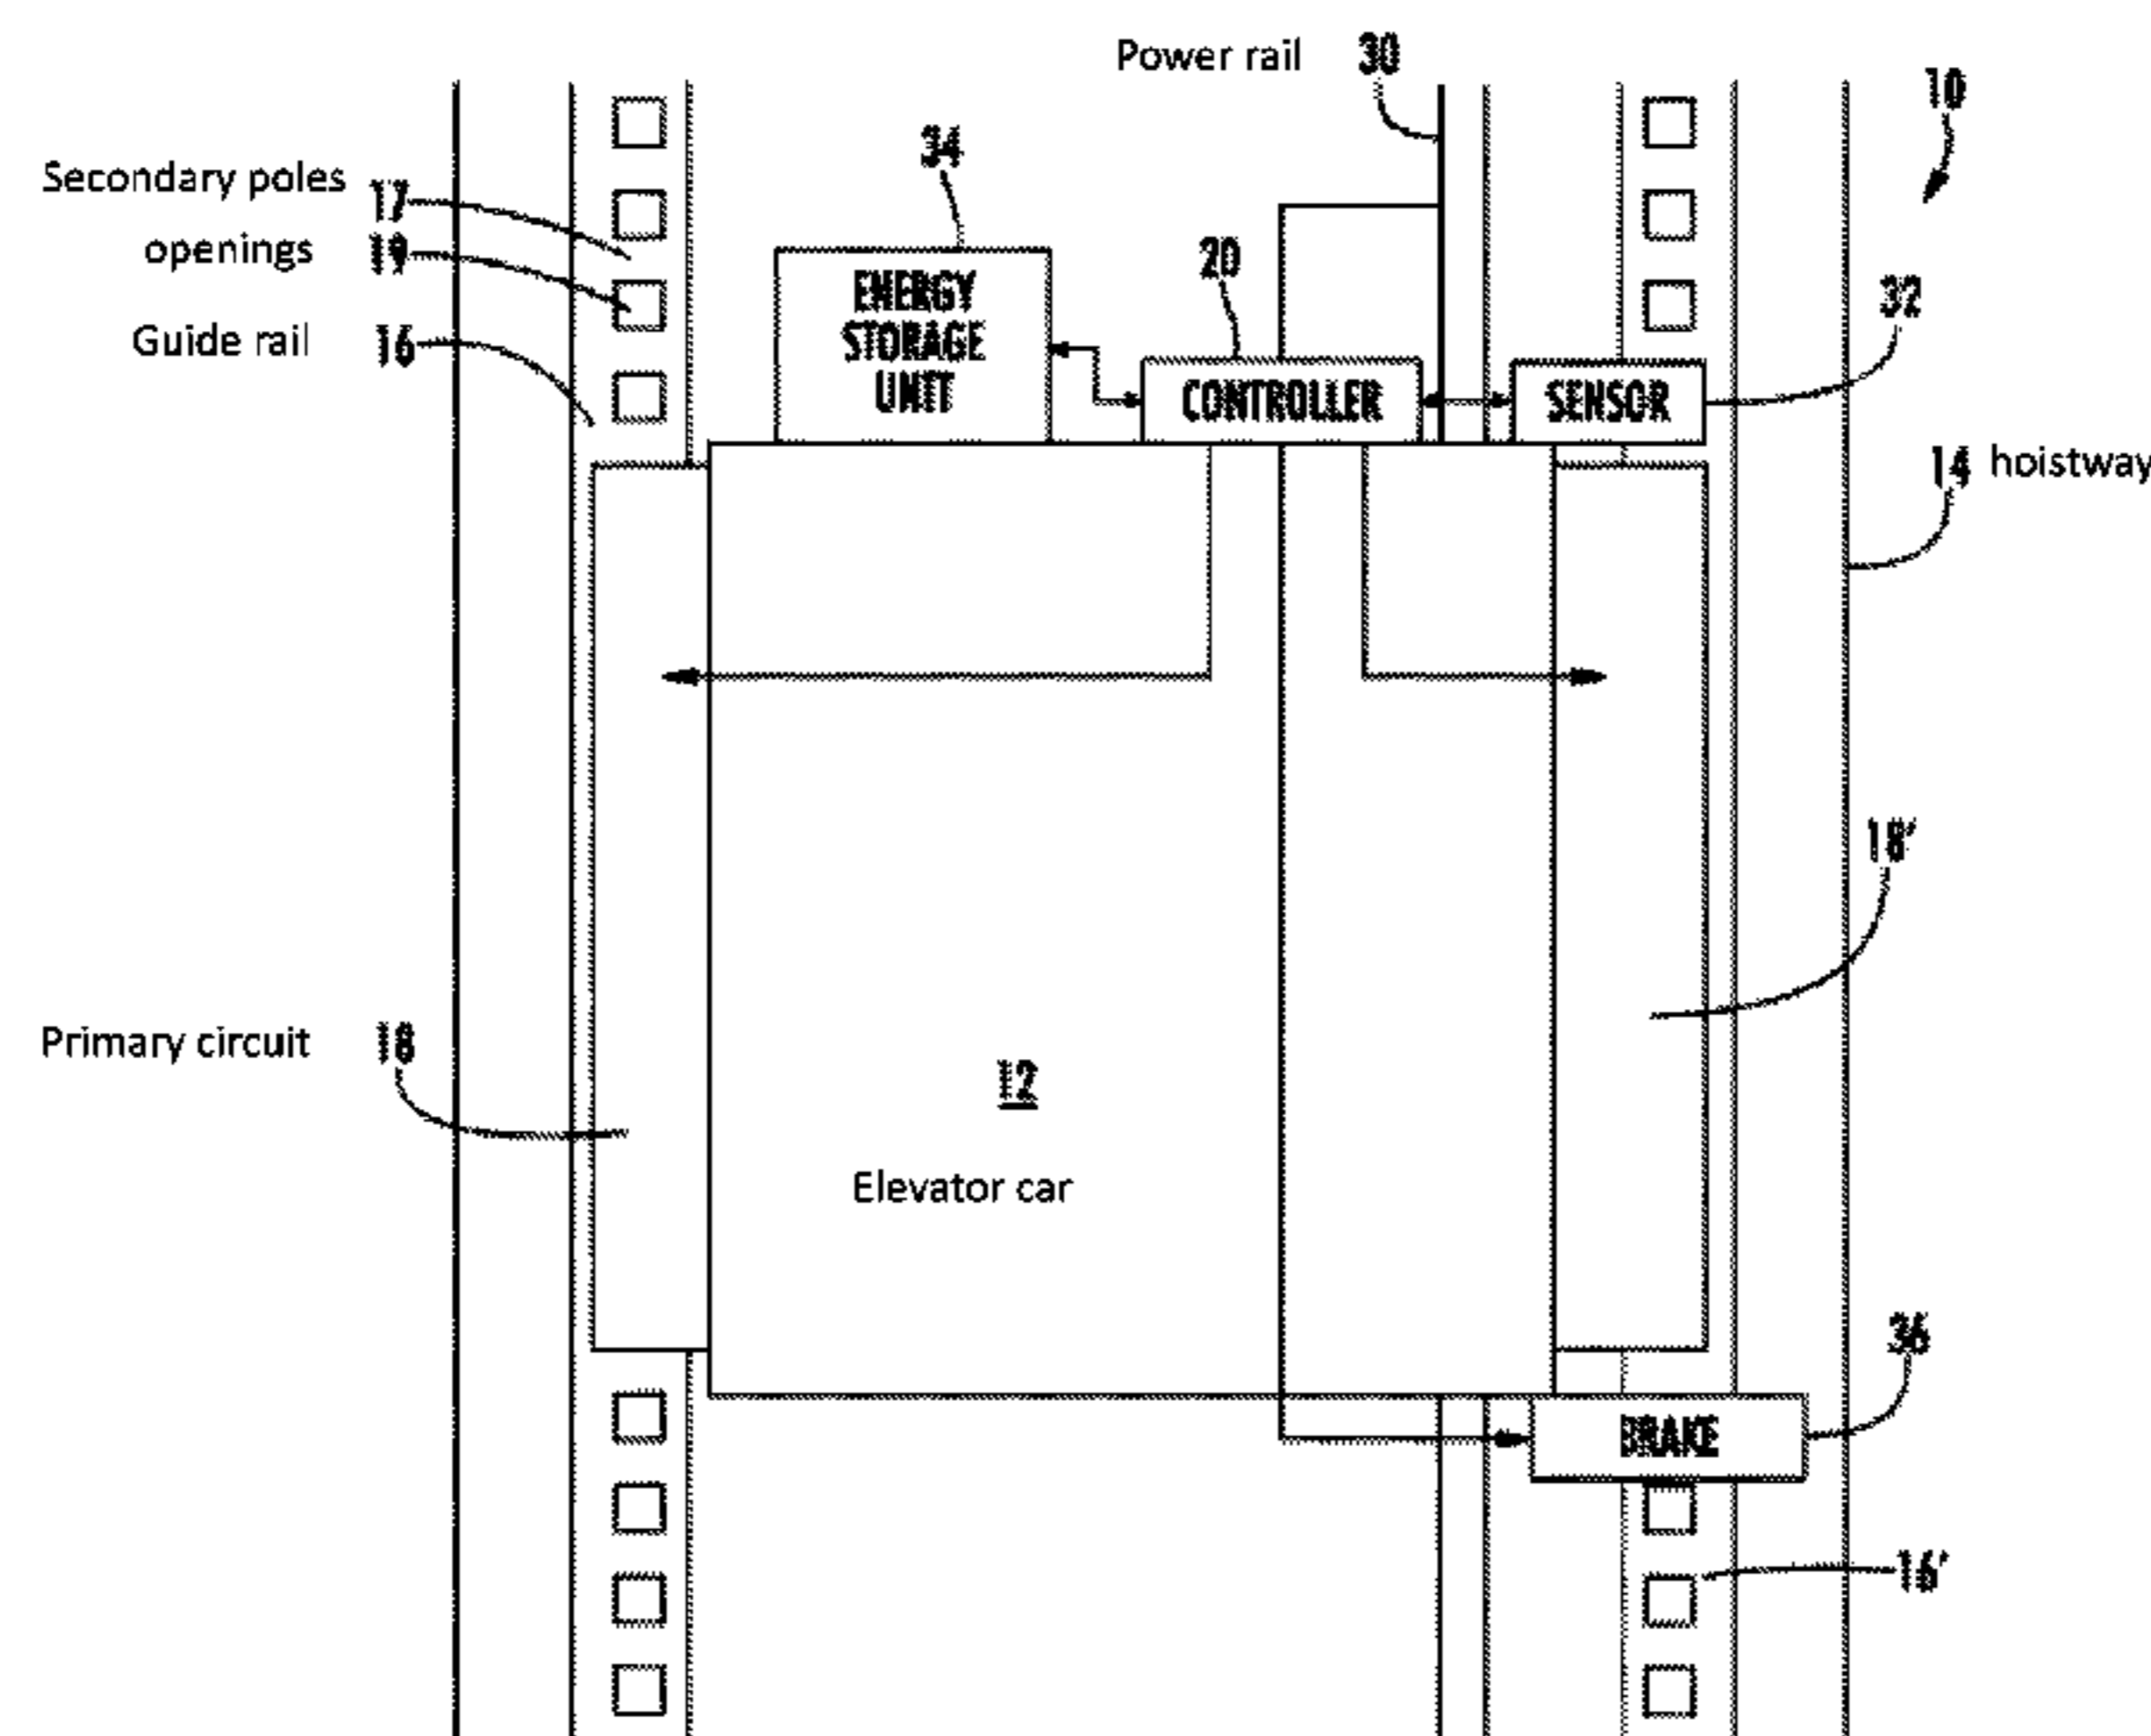 Power rail 30
10
34
Secondary poles 17
openings 19
20
ENERGY
STORAGE
UNIT
32
Guide rail 16
CONTROLLER
SENSOR
14 hoistway
18'
Primary circuit 18
12
Elevator car
36
BRAKE
16'